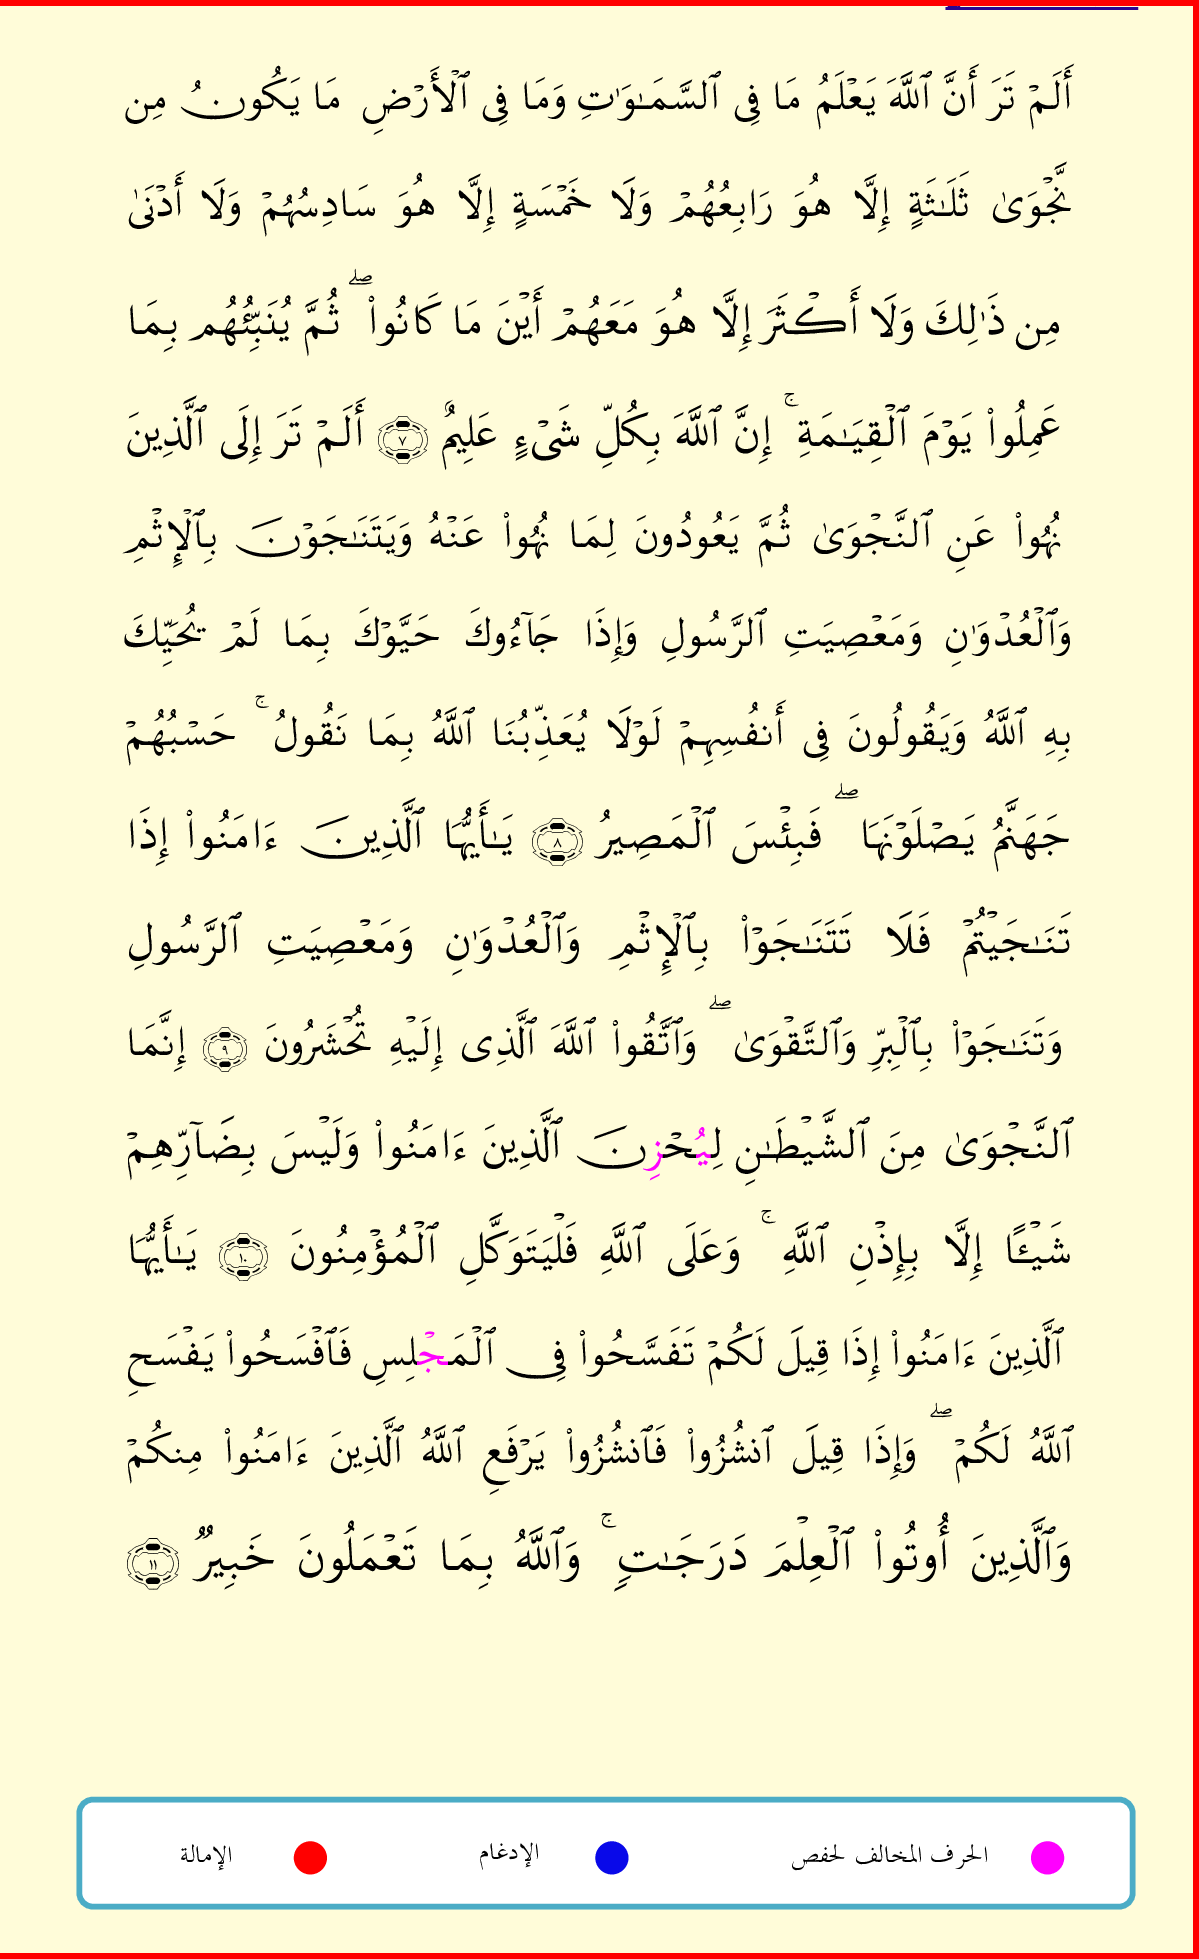 أَلَمۡ تَرَ أَنَّ ٱللَّهَ يَعۡلَمُ مَا فِى ٱلسَّمَٰوَٰتِ وَمَا فِى ٱلۡأَرۡضِ مَا يَكُونُ مِن
نَّجۡوَىٰ ثَلَٰثَةٍ إِلَّا هُوَ رَابِعُهُمۡ وَلَا خَمۡسَةٍ إِلَّا هُوَ سَادِسُهُمۡ وَلَا أَدۡنَىٰ
مِن ذَٰلِكَ وَلَا أَكۡثَرَ إِلَّا هُوَ مَعَهُمۡ أَيۡنَ مَا كَانُواْ ۖ ثُمَّ يُنَبِّئُهُم بِمَا
عَمِلُواْ يَوۡمَ ٱلۡقِيَٰمَةِ ۚ إِنَّ ٱللَّهَ بِكُلِّ شَىۡءٍ عَلِيمٌ ٧ أَلَمۡ تَرَ إِلَى ٱلَّذِينَ
نُهُواْ عَنِ ٱلنَّجۡوَىٰ ثُمَّ يَعُودُونَ لِمَا نُهُواْ عَنۡهُ وَيَتَنَٰجَوۡنَ بِٱلۡإِثۡمِ
وَٱلۡعُدۡوَٰنِ وَمَعۡصِيَتِ ٱلرَّسُولِ وَإِذَا جَآءُوكَ حَيَّوۡكَ بِمَا لَمۡ يُحَيِّكَ
بِهِ ٱللَّهُ وَيَقُولُونَ فِى أَنفُسِهِمۡ لَوۡلَا يُعَذِّبُنَا ٱللَّهُ بِمَا نَقُولُ ۚ حَسۡبُهُمۡ
جَهَنَّمُ يَصۡلَوۡنَهَا ۖ فَبِئۡسَ ٱلۡمَصِيرُ ٨ يَٰأَيُّهَا ٱلَّذِينَ ءَامَنُواْ إِذَا
تَنَٰجَيۡتُمۡ فَلَا تَتَنَٰجَوۡاْ بِٱلۡإِثۡمِ وَٱلۡعُدۡوَٰنِ وَمَعۡصِيَتِ ٱلرَّسُولِ
وَتَنَٰجَوۡاْ بِٱلۡبِرِّ وَٱلتَّقۡوَىٰ ۖ وَٱتَّقُواْ ٱللَّهَ ٱلَّذِى إِلَيۡهِ تُحۡشَرُونَ ٩ إِنَّمَا
ٱلنَّجۡوَىٰ مِنَ ٱلشَّيۡطَٰنِ لِيُحۡزِنَ ٱلَّذِينَ ءَامَنُواْ وَلَيۡسَ بِضَآرِّهِمۡ
شَيۡـًٔا إِلَّا بِإِذۡنِ ٱللَّهِ ۚ وَعَلَى ٱللَّهِ فَلۡيَتَوَكَّلِ ٱلۡمُؤۡمِنُونَ ١٠ يَٰأَيُّهَا
ٱلَّذِينَ ءَامَنُواْ إِذَا قِيلَ لَكُمۡ تَفَسَّحُواْ فِى ٱلۡمَجۡلِسِ فَٱفۡسَحُواْ يَفۡسَحِ
ٱللَّهُ لَكُمۡ ۖ وَإِذَا قِيلَ ٱنشُزُواْ فَٱنشُزُواْ يَرۡفَعِ ٱللَّهُ ٱلَّذِينَ ءَامَنُواْ مِنكُمۡ
وَٱلَّذِينَ أُوتُواْ ٱلۡعِلۡمَ دَرَجَٰتٍ ۚ وَٱللَّهُ بِمَا تَعۡمَلُونَ خَبِيرٌ ١١
الحرف المخالف لحفص الإدغام الإمالة